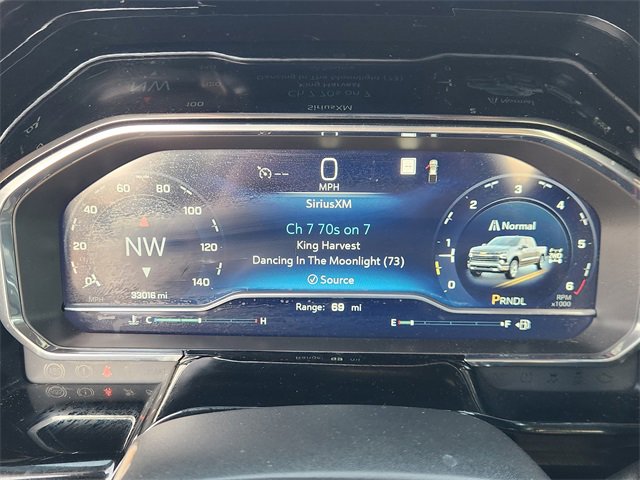 0
MPH
SiriusXM
Ch 7 70s on 7
King Harvest
Dancing In The Moonlight (73)
Source
Range: 69 mi
20 40 60 80 100 120 140
NW
MPH
33016 mi
C H
1 2 3 4 5 6
Normal
PRNDL
RPM
x1000
E F